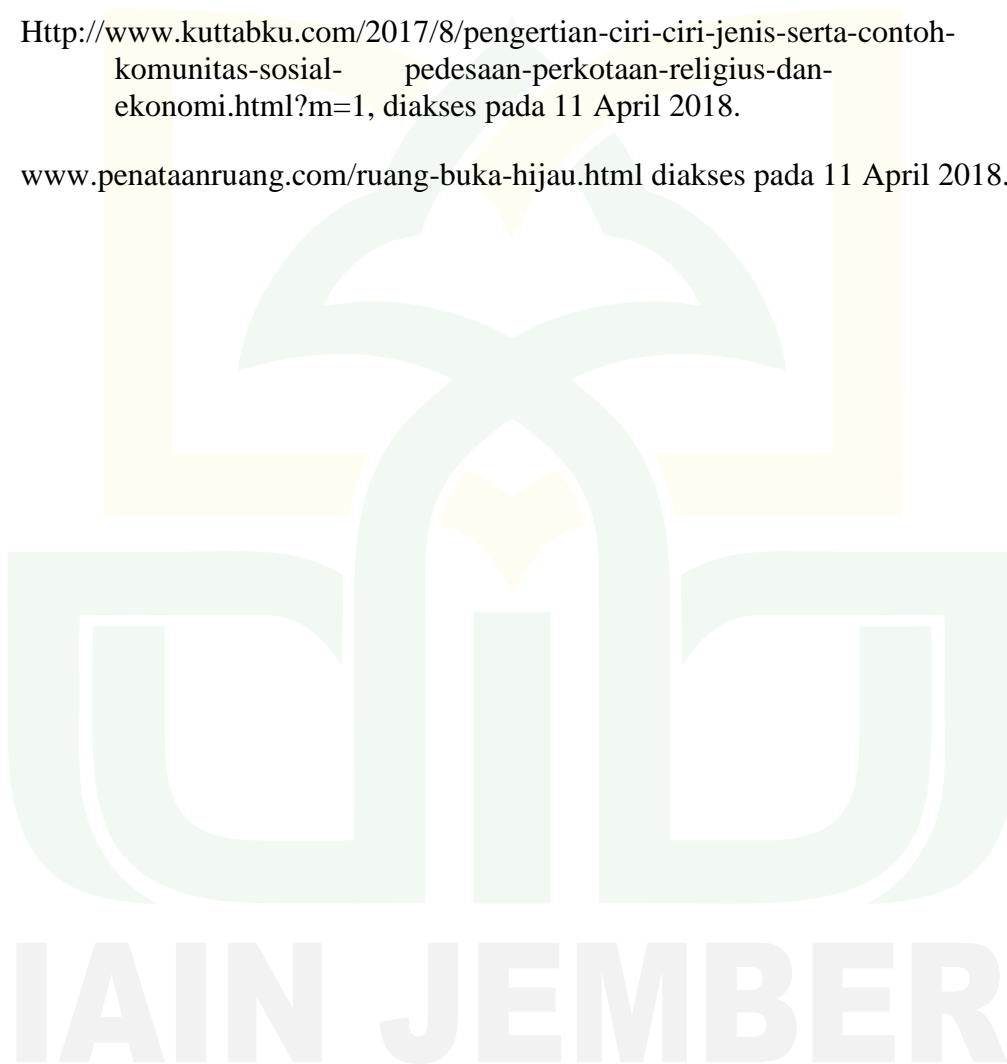 Http://www.kuttabku.com/2017/8/pengertian-ciri-ciri-jenis-serta-contoh-
komunitas-sosial- pedesaan-perkotaan-religius-dan-
ekonomi.html?m=1, diakses pada 11 April 2018.
www.penataanruang.com/ruang-buka-hijau.html diakses pada 11 April 2018.
IAIN JEMBER